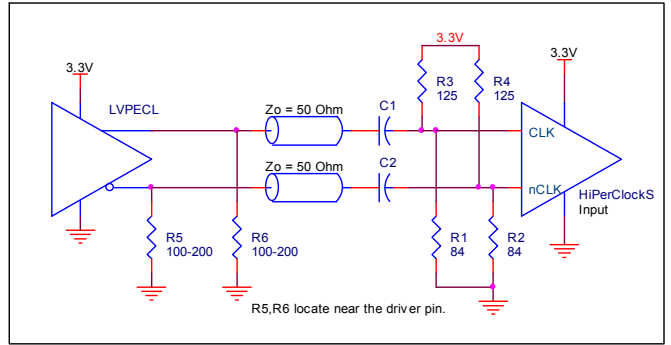 3.3V
3.3V
3.3V
LVPECL
R3
125
R4
125
Zo = 50 Ohm
C1
CLK
Zo = 50 Ohm
C2
nCLK
HiPerClockS
Input
R5
100-200
R6
100-200
R1
84
R2
84
R5,R6 locate near the driver pin.